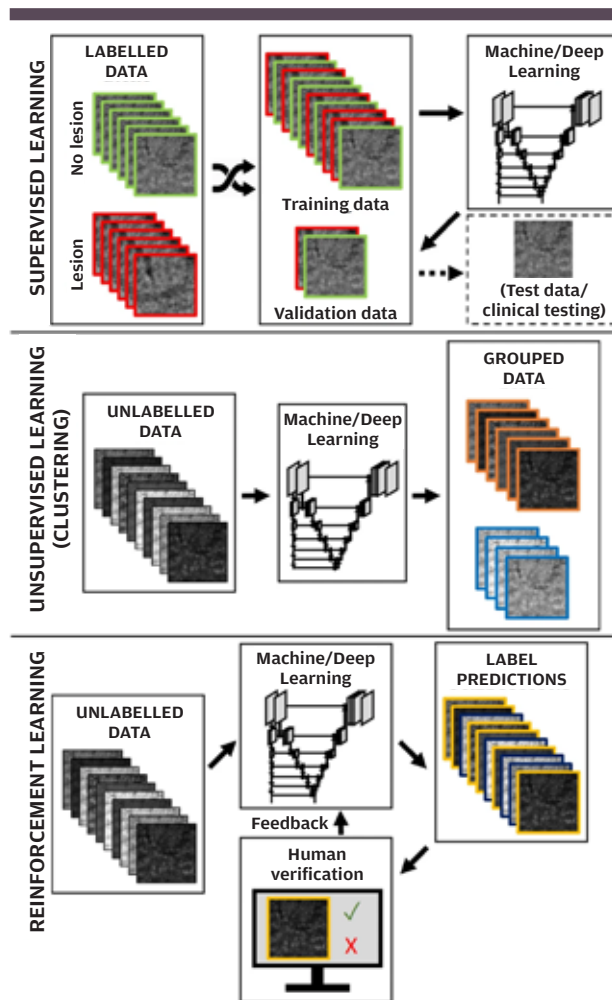 SUPERVISED LEARNING
LABELLED
DATA
No lesion
Lesion
Training data
Validation data
Machine/Deep
Learning
(Test data/
clinical testing)
UNSUPERVISED LEARNING
(CLUSTERING)
UNLABELLED
DATA
Machine/Deep
Learning
GROUPED
DATA
REINFORCEMENT LEARNING
UNLABELLED
DATA
Machine/Deep
Learning
LABEL
PREDICTIONS
Feedback
Human
verification